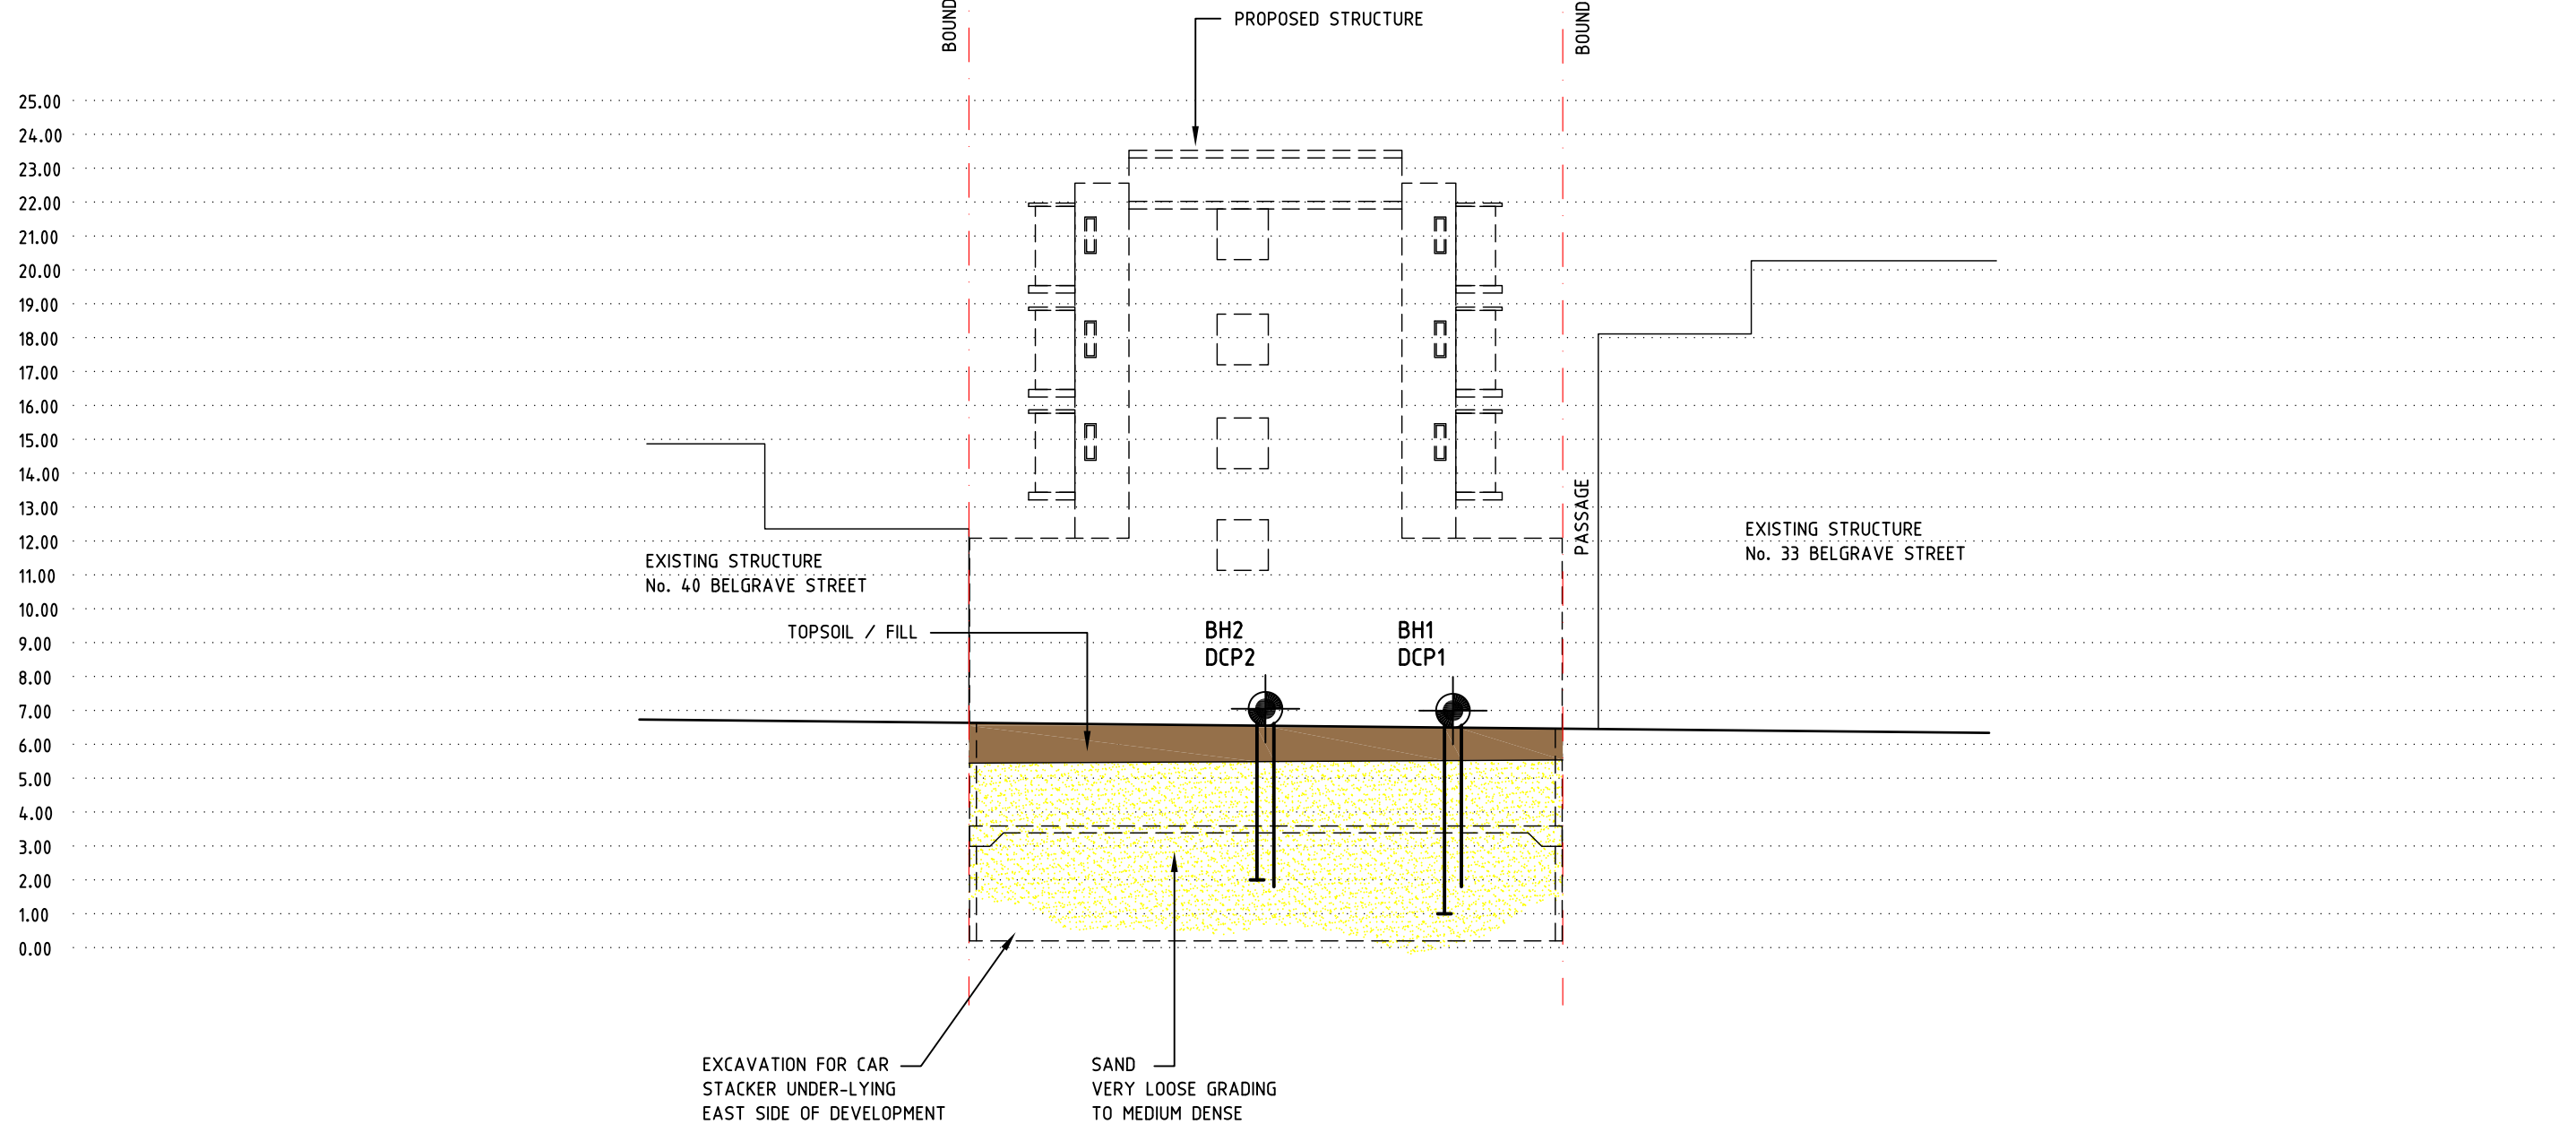 BOUND
PROPOSED STRUCTURE
BOUND
25.00
24.00
23.00
22.00
21.00
20.00
19.00
18.00
17.00
16.00
15.00
14.00
13.00
12.00
11.00
10.00
9.00
8.00
7.00
6.00
5.00
4.00
3.00
2.00
1.00
0.00
EXISTING STRUCTURE
No. 40 BELGRAVE STREET
PASSAGE
EXISTING STRUCTURE
No. 33 BELGRAVE STREET
TOPSOIL / FILL
BH2
DCP2
BH1
DCP1
EXCAVATION FOR CAR
STACKER UNDER-LYING
EAST SIDE OF DEVELOPMENT
SAND
VERY LOOSE GRADING
TO MEDIUM DENSE